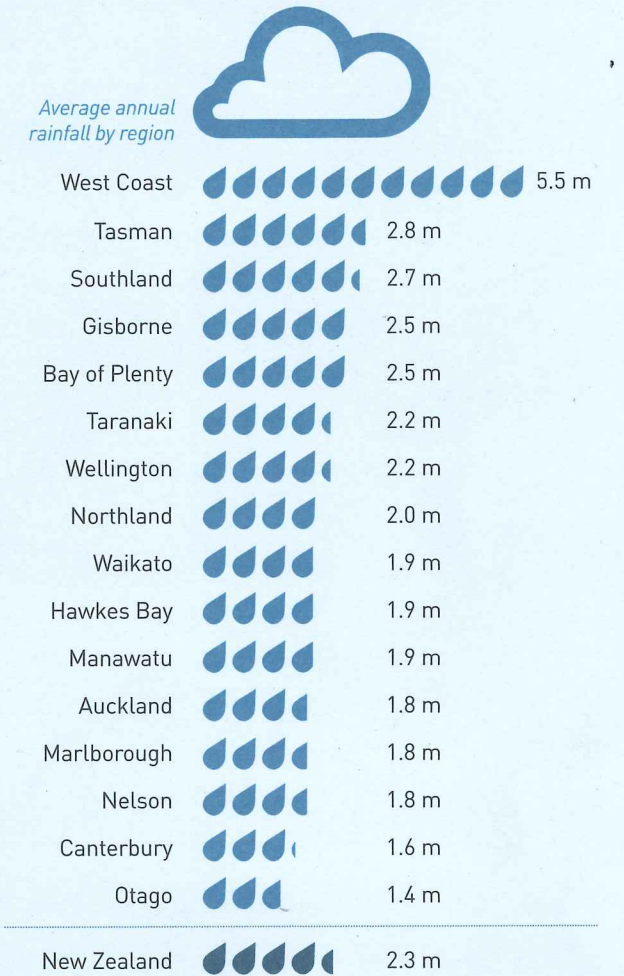 Average annual
rainfall by region
West Coast 5.5 m
Tasman 2.8 m
Southland 2.7 m
Gisborne 2.5 m
Bay of Plenty 2.5 m
Taranaki 2.2 m
Wellington 2.2 m
Northland 2.0 m
Waikato 1.9 m
Hawkes Bay 1.9 m
Manawatu 1.9 m
Auckland 1.8 m
Marlborough 1.8 m
Nelson 1.8 m
Canterbury 1.6 m
Otago 1.4 m
New Zealand 2.3 m